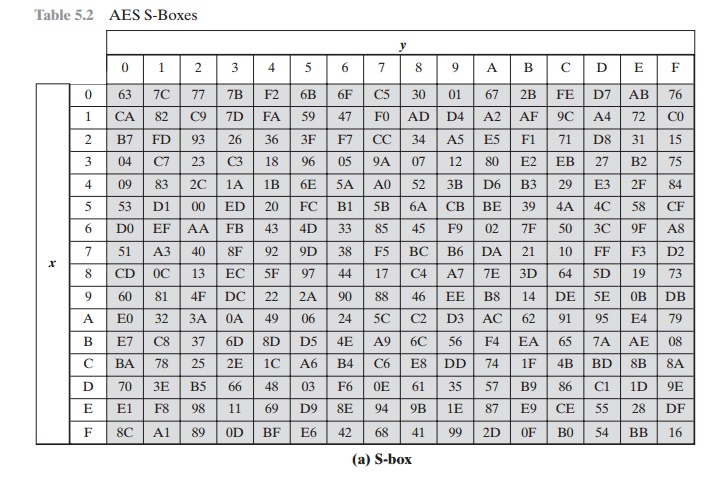 Table 5.2 AES S-Boxes
y
0 1 2 3 4 5 6 7 8 9 A B C D E F
0 63 7C 77 7B F2 6B 6F C5 30 01 67 2B FE D7 AB 76
1 CA 82 C9 7D FA 59 47 F0 AD D4 A2 AF 9C A4 72 C0
2 B7 FD 93 26 36 3F F7 CC 34 A5 E5 F1 71 D8 31 15
3 04 C7 23 C3 18 96 05 9A 07 12 80 E2 EB 27 B2 75
4 09 83 2C 1A 1B 6E 5A A0 52 3B D6 B3 29 E3 2F 84
5 53 D1 00 ED 20 FC B1 5B 6A CB BE 39 4A 4C 58 CF
6 D0 EF AA FB 43 4D 33 85 45 F9 02 7F 50 3C 9F A8
7 51 A3 40 8F 92 9D 38 F5 BC B6 DA 21 10 FF F3 D2
x
8 CD 0C 13 EC 5F 97 44 17 C4 A7 7E 3D 64 5D 19 73
9 60 81 4F DC 22 2A 90 88 46 EE B8 14 DE 5E 0B DB
A E0 32 3A 0A 49 06 24 5C C2 D3 AC 62 91 95 E4 79
B E7 C8 37 6D 8D D5 4E A9 6C 56 F4 EA 65 7A AE 08
C BA 78 25 2E 1C A6 B4 C6 E8 DD 74 1F 4B BD 8B 8A
D 70 3E B5 66 48 03 F6 0E 61 35 57 B9 86 C1 1D 9E
E E1 F8 98 11 69 D9 8E 94 9B 1E 87 E9 CE 55 28 DF
F 8C A1 89 0D BF E6 42 68 41 99 2D 0F B0 54 BB 16
(a) S-box